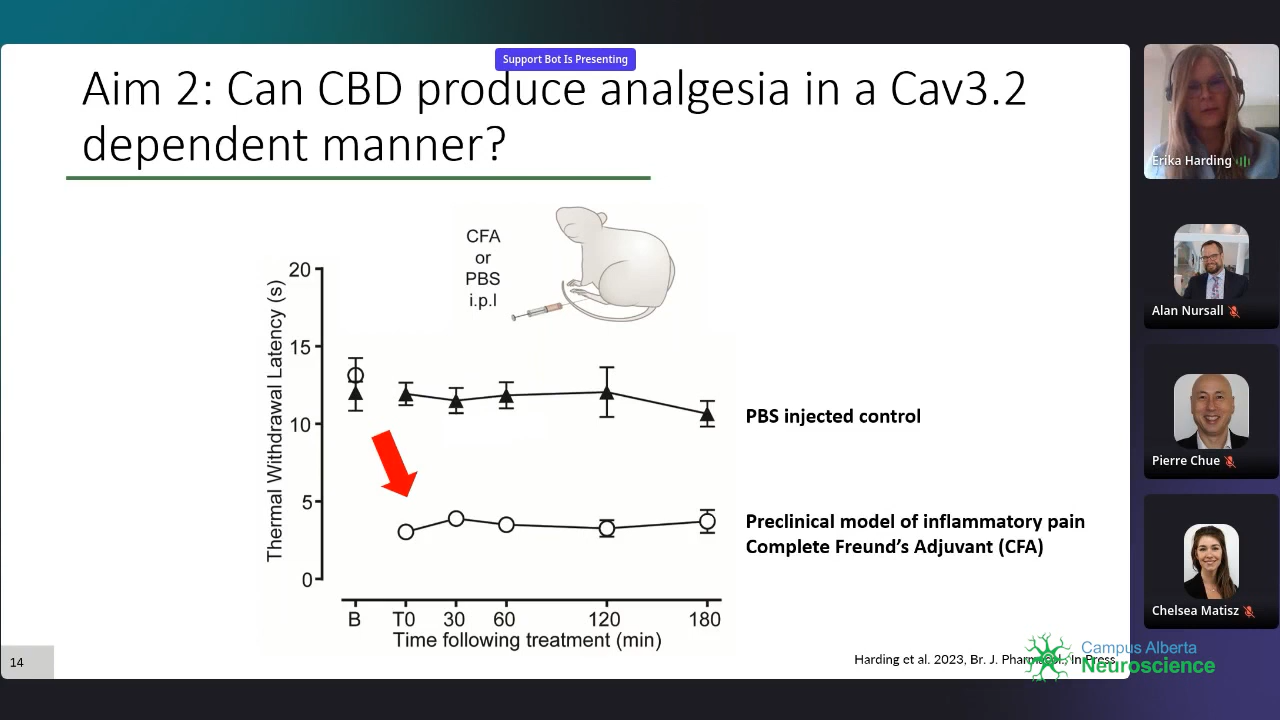 Support Bot Is Presenting
Aim 2: Can CBD produce analgesia in a Cav3.2
dependent manner?
CFA
or
PBS
i.p.l
Thermal Withdrawal Latency (s)
20
15
10
5
0
B T0 30 60 120 180
Time following treatment (min)
PBS injected control
Preclinical model of inflammatory pain
Complete Freund's Adjuvant (CFA)
14
Harding et al. 2023, Br. J. Pharmacol., In Press
Campus Alberta
Neuroscience
Erika Harding
Alan Nursall
Pierre Chue
Chelsea Matisz